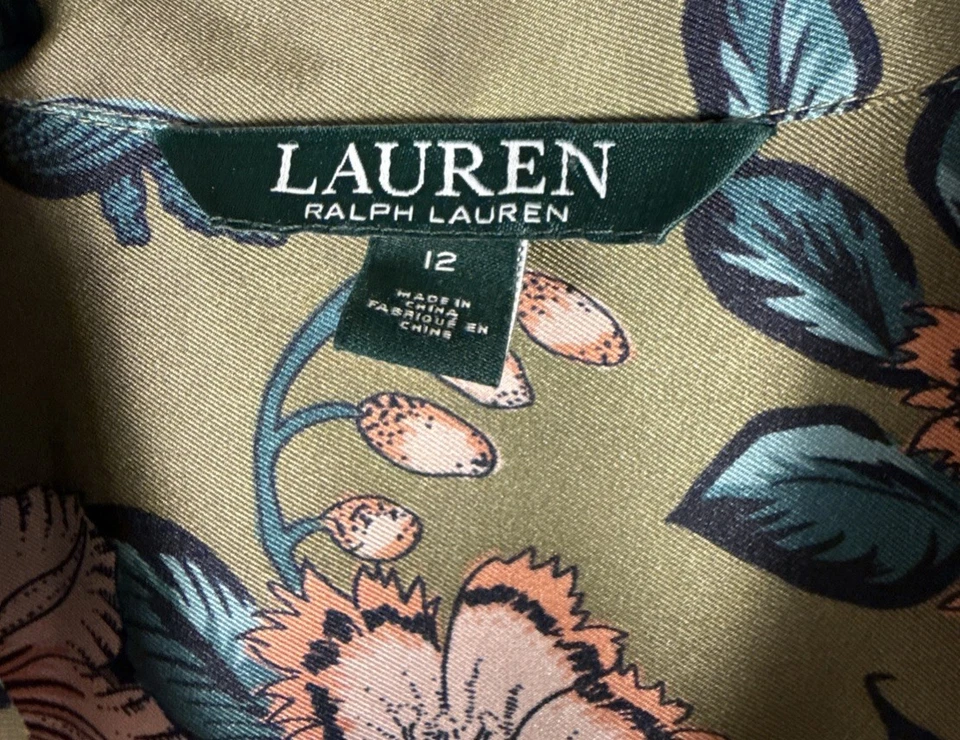 LAUREN
RALPH LAUREN
12
MADE IN
CHINA
FABRIQUÉ EN
CHINE